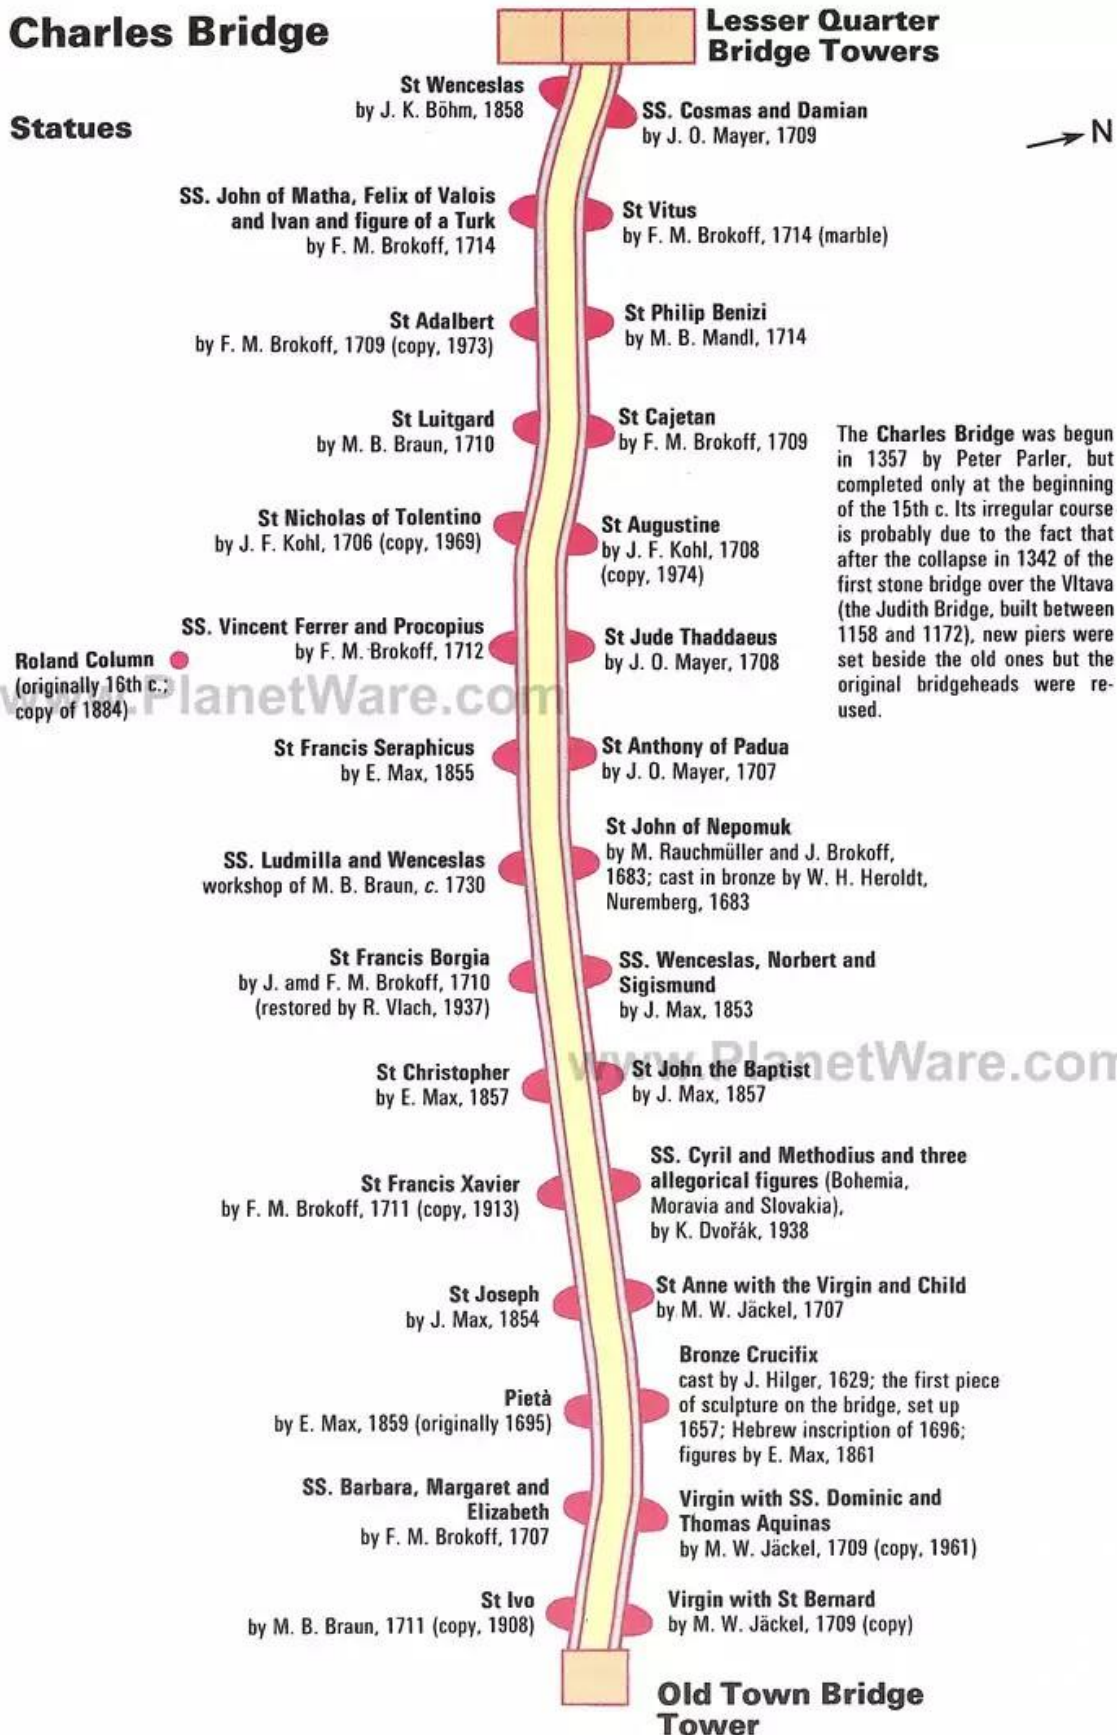 Charles Bridge
Lesser Quarter
Bridge Towers
Statues
N
St Wenceslas
by J. K. Böhm, 1858
SS. Cosmas and Damian
by J. O. Mayer, 1709
SS. John of Matha, Felix of Valois
and Ivan and figure of a Turk
by F. M. Brokoff, 1714
St Vitus
by F. M. Brokoff, 1714 (marble)
St Adalbert
by F. M. Brokoff, 1709 (copy, 1973)
St Philip Benizi
by M. B. Mandl, 1714
St Luitgard
by M. B. Braun, 1710
St Cajetan
by F. M. Brokoff, 1709
The Charles Bridge was begun
in 1357 by Peter Parler, but
completed only at the beginning
of the 15th c. Its irregular course
is probably due to the fact that
after the collapse in 1342 of the
first stone bridge over the Vltava
(the Judith Bridge, built between
1158 and 1172), new piers were
set beside the old ones but the
original bridgeheads were re-
used.
St Nicholas of Tolentino
by J. F. Kohl, 1706 (copy, 1969)
St Augustine
by J. F. Kohl, 1708
(copy, 1974)
SS. Vincent Ferrer and Procopius
by F. M. Brokoff, 1712
St Jude Thaddaeus
by J. O. Mayer, 1708
Roland Column
(originally 16th c.;
copy of 1884)
www.PlanetWare.com
St Francis Seraphicus
by E. Max, 1855
St Anthony of Padua
by J. O. Mayer, 1707
SS. Ludmilla and Wenceslas
workshop of M. B. Braun, c. 1730
St John of Nepomuk
by M. Rauchmüller and J. Brokoff,
1683; cast in bronze by W. H. Heroldt,
Nuremberg, 1683
St Francis Borgia
by J. amd F. M. Brokoff, 1710
(restored by R. Vlach, 1937)
SS. Wenceslas, Norbert and
Sigismund
by J. Max, 1853
www.PlanetWare.com
St Christopher
by E. Max, 1857
St John the Baptist
by J. Max, 1857
St Francis Xavier
by F. M. Brokoff, 1711 (copy, 1913)
SS. Cyril and Methodius and three
allegorical figures (Bohemia,
Moravia and Slovakia),
by K. Dvořák, 1938
St Joseph
by J. Max, 1854
St Anne with the Virgin and Child
by M. W. Jäckel, 1707
Pietà
by E. Max, 1859 (originally 1695)
Bronze Crucifix
cast by J. Hilger, 1629; the first piece
of sculpture on the bridge, set up
1657; Hebrew inscription of 1696;
figures by E. Max, 1861
SS. Barbara, Margaret and
Elizabeth
by F. M. Brokoff, 1707
Virgin with SS. Dominic and
Thomas Aquinas
by M. W. Jäckel, 1709 (copy, 1961)
St Ivo
by M. B. Braun, 1711 (copy, 1908)
Virgin with St Bernard
by M. W. Jäckel, 1709 (copy)
Old Town Bridge
Tower